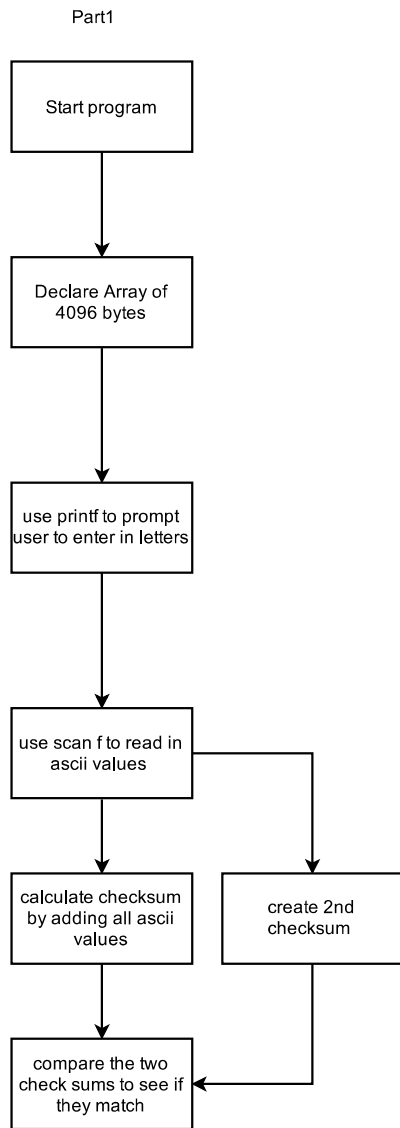 Part1
Start program
Declare Array of
4096 bytes
use printf to prompt
user to enter in letters
use scan f to read in
ascii values
calculate checksum
by adding all ascii
values
create 2nd
checksum
compare the two
check sums to see if
they match